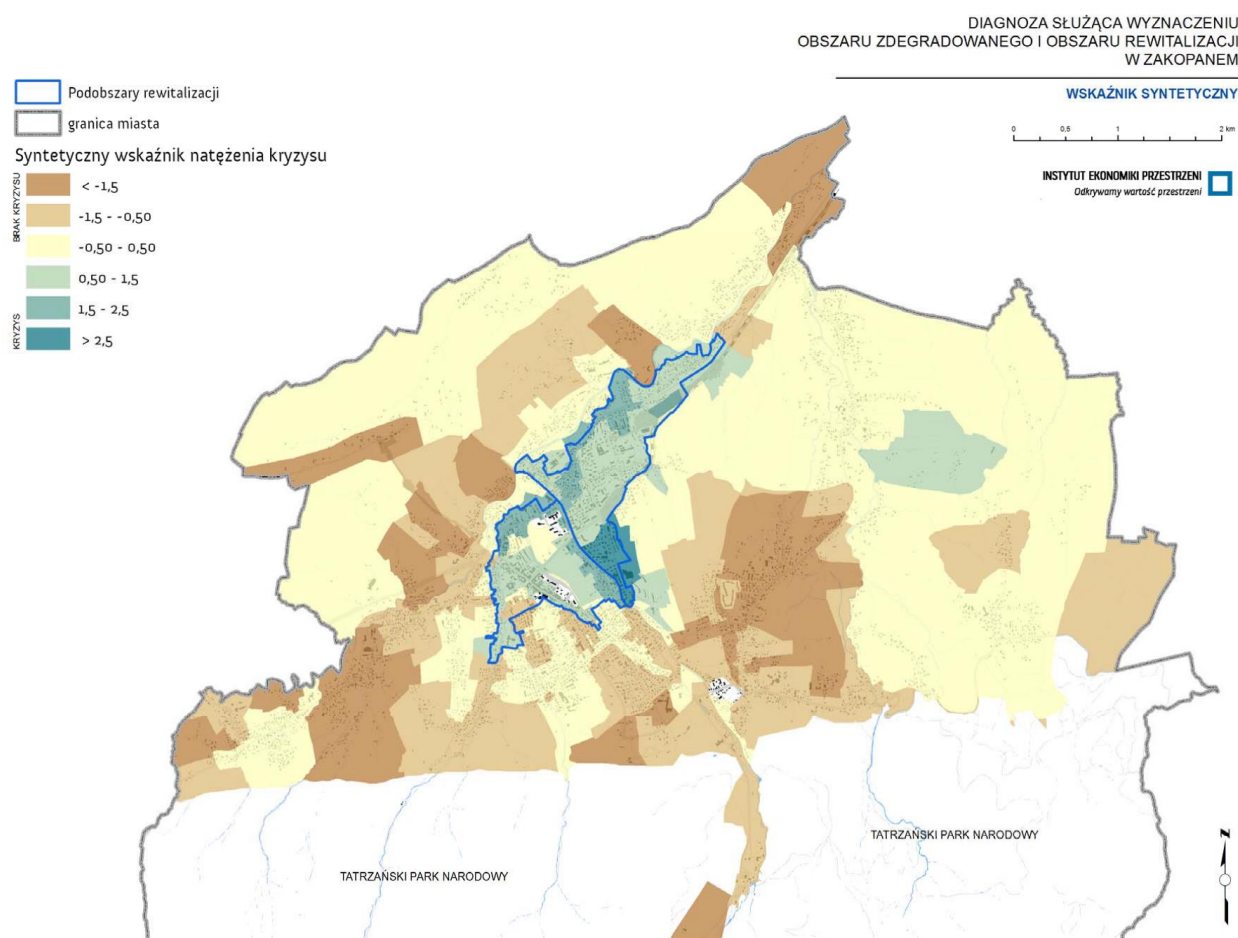 DIAGNOZA SŁUŻĄCA WYZNACZENIU
OBSZARU ZDEGRADOWANEGO I OBSZARU REWITALIZACJI
W ZAKOPANEM
WSKAŹNIK SYNTETYCZNY
0 0,5 1 2 km
INSTYTUT EKONOMIKI PRZESTRZENI
Odkrywamy wartość przestrzeni
Podobszary rewitalizacji
granica miasta
Syntetyczny wskaźnik natężenia kryzysu
BRAK KRYZYSU
< -1,5
-1,5 - -0,50
-0,50 - 0,50
0,50 - 1,5
1,5 - 2,5
KRYZYS
> 2,5
TATRZAŃSKI PARK NARODOWY
TATRZAŃSKI PARK NARODOWY
z